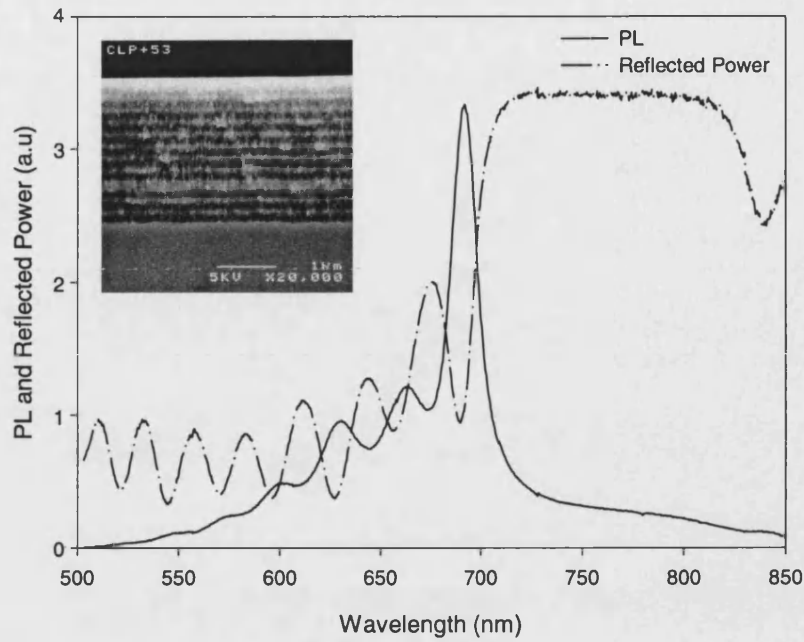 4
3
2
1
0
500
550
600
650
700
750
800
850
PL and Reflected Power (a.u)
Wavelength (nm)
PL
Reflected Power
CLP+53
1µm
5KV X20,000